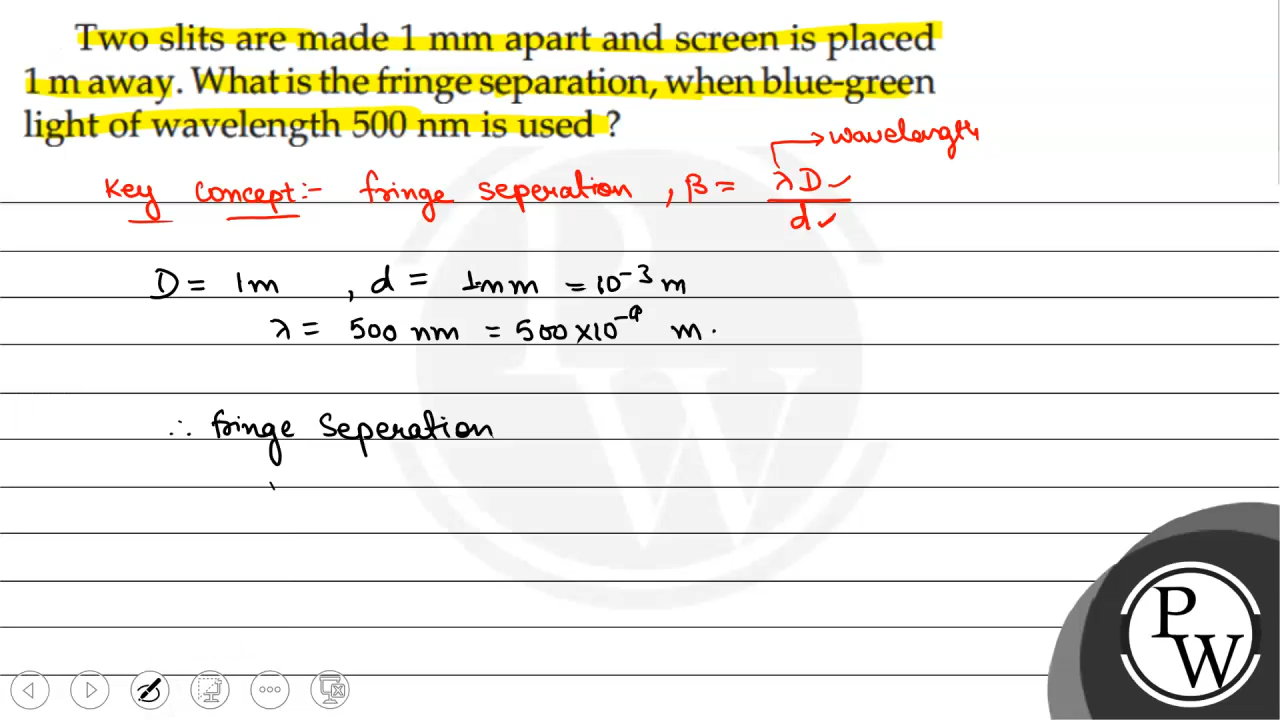 Two slits are made 1 mm apart and screen is placed
1 m away. What is the fringe separation, when blue-green
light of wavelength 500 nm is used ?
→ wavelength
Key concept:- fringe seperation , β = λD/d
D = 1m , d = 1mm = 10⁻³ m
λ = 500 nm = 500×10⁻⁹ m.
∴ fringe Seperation
P
W